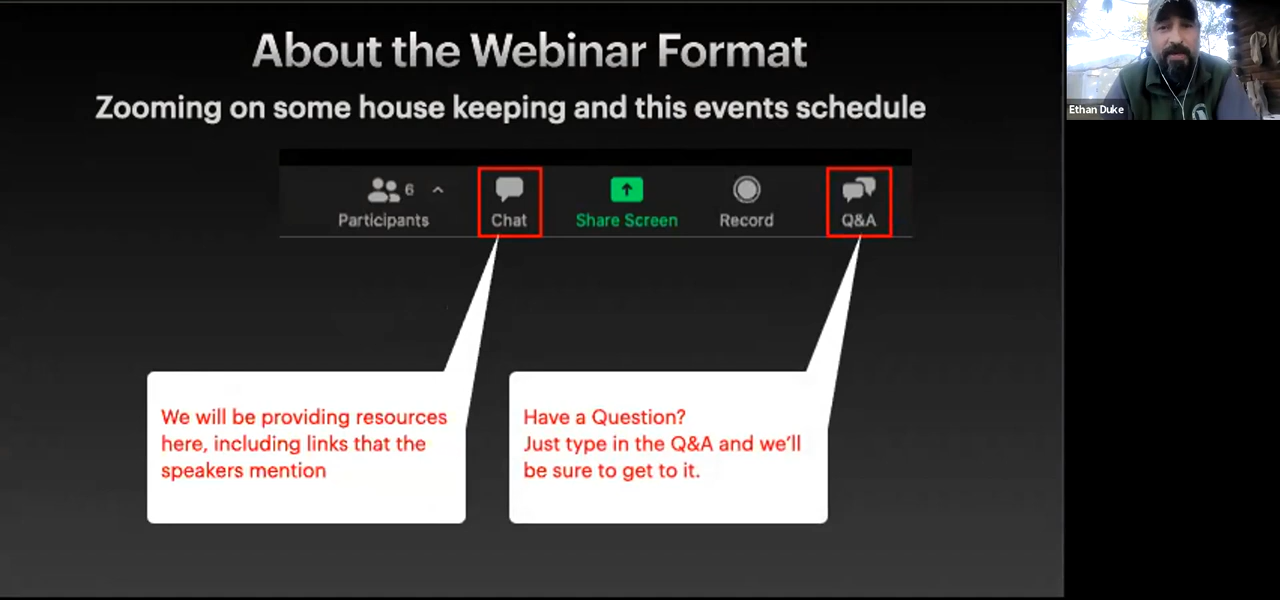 About the Webinar Format
Zooming on some house keeping and this events schedule
6
Participants
Chat
Share Screen
Record
Q&A
We will be providing resources
here, including links that the
speakers mention
Have a Question?
Just type in the Q&A and we'll
be sure to get to it.
Ethan Duke